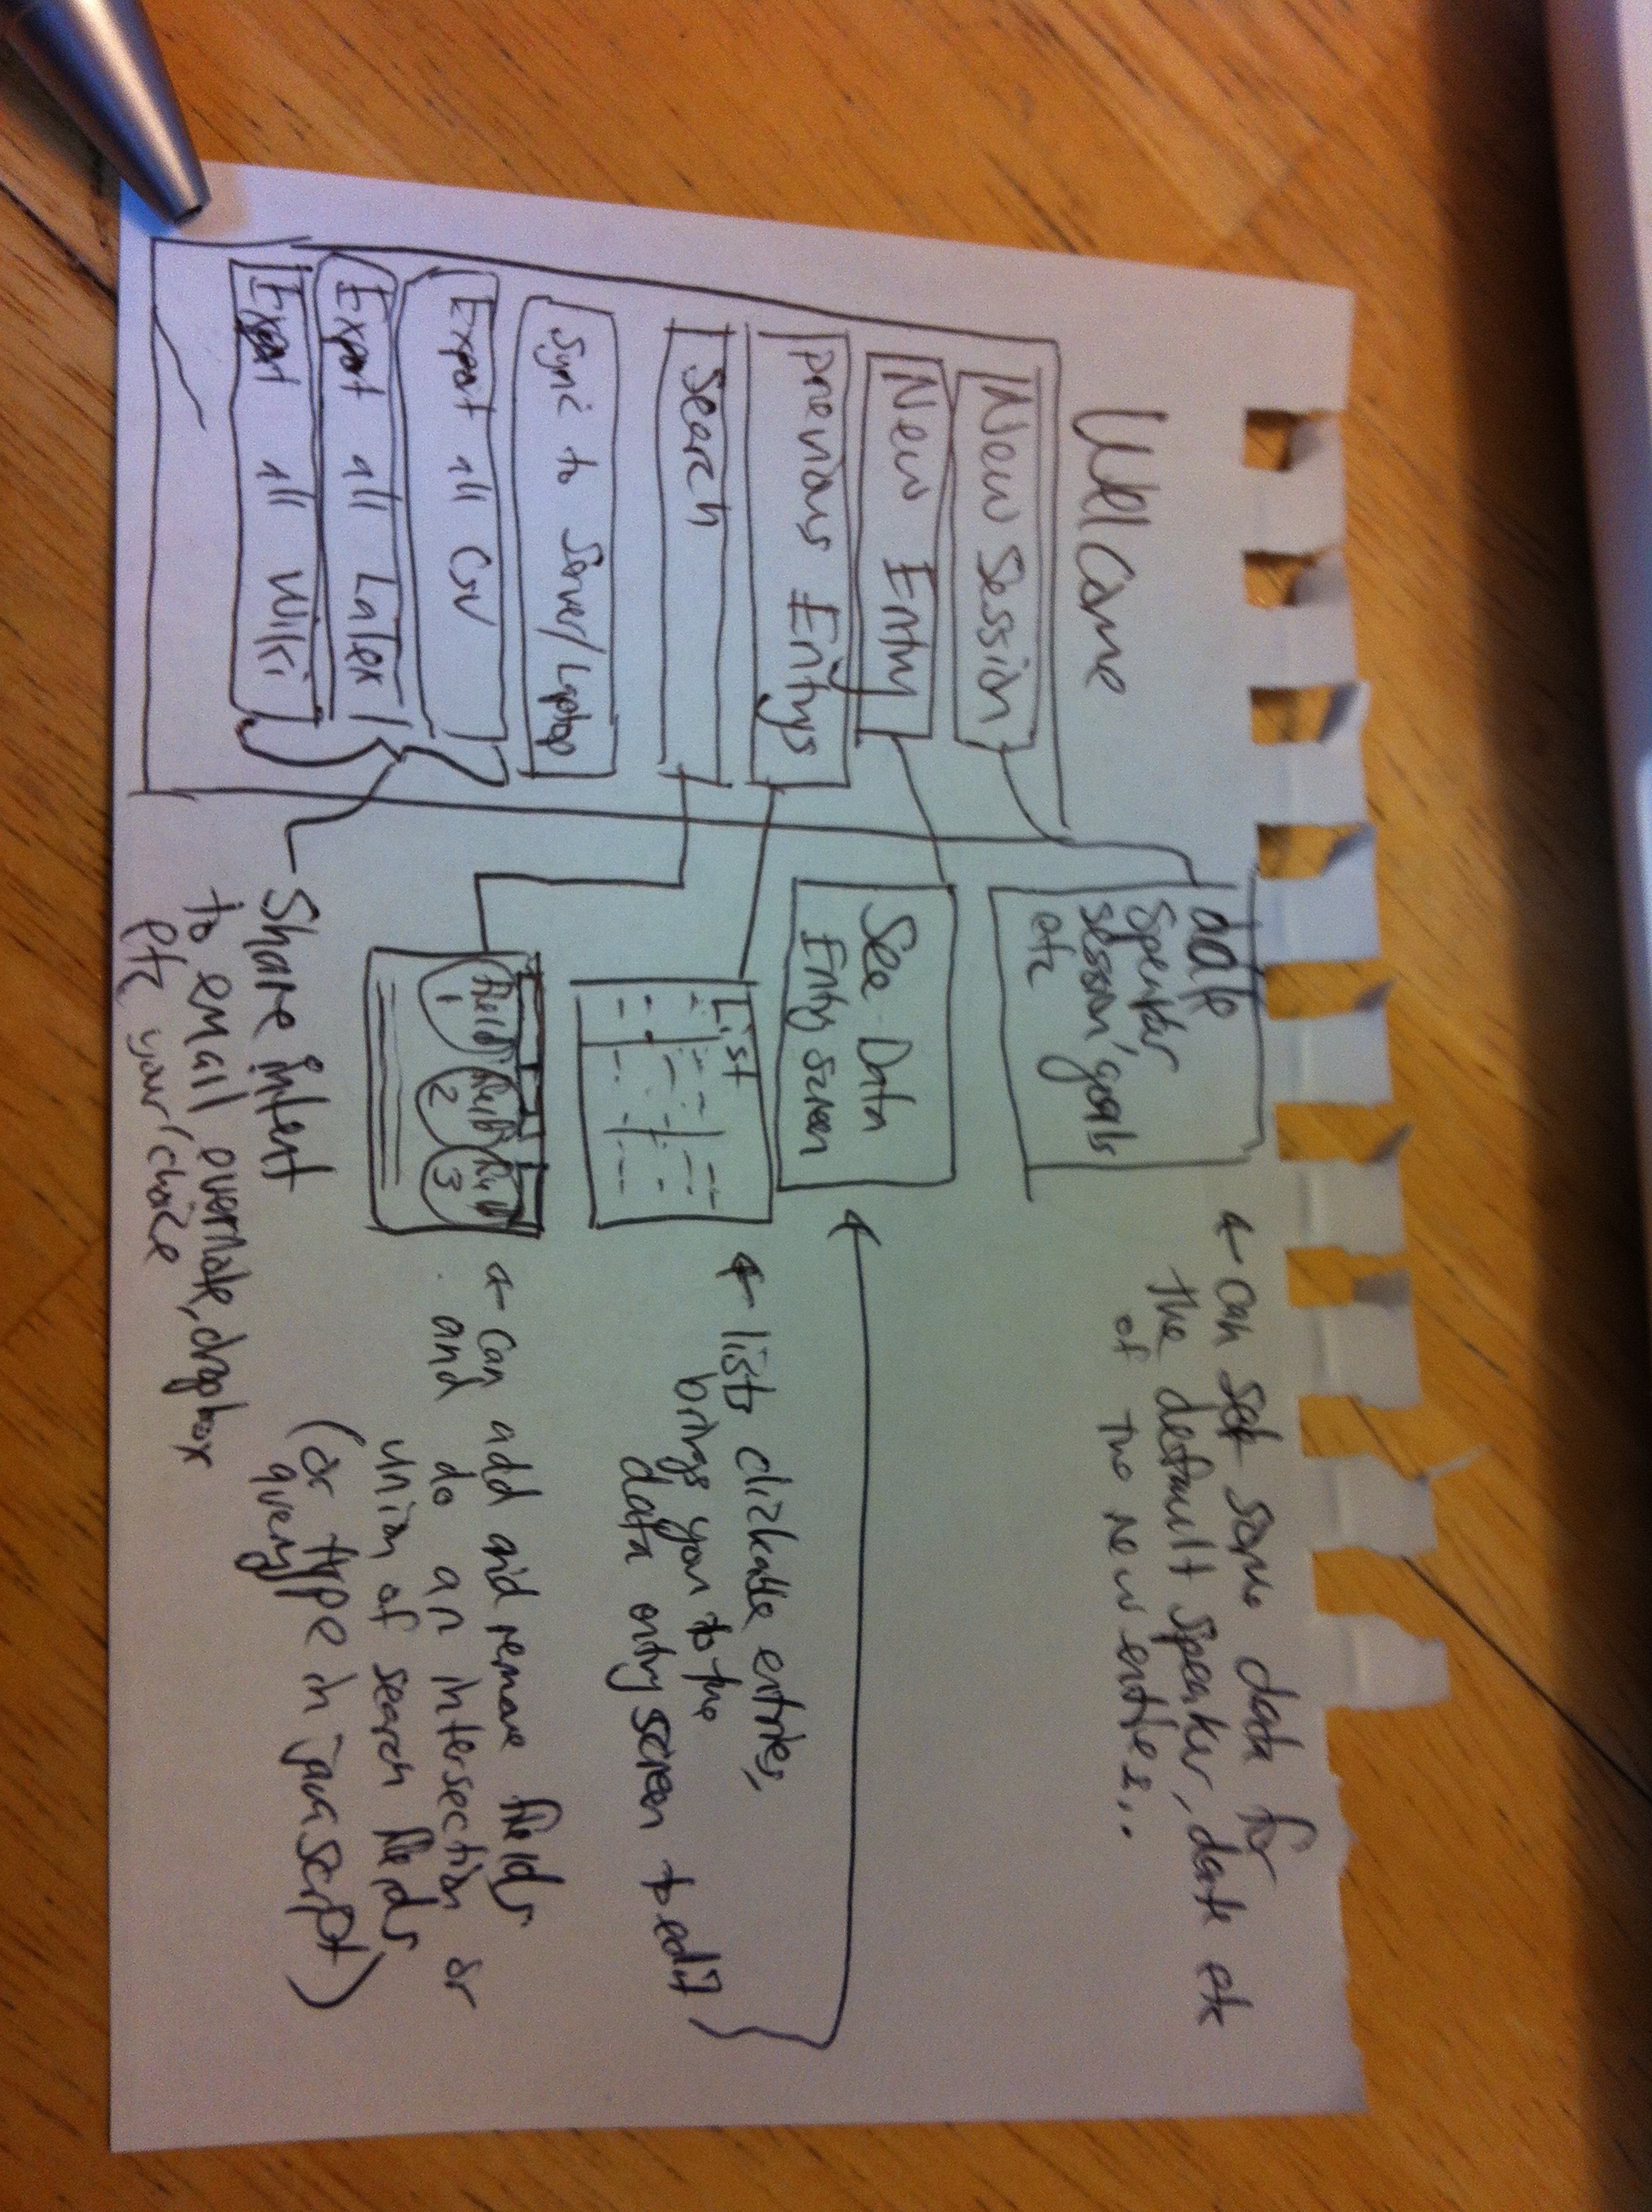 Welcome
New Session
New Entry
previous Entrys
Search
Sync to Server/Laptop
Export all CSV
Export all LaTex
Export all Wiki
date
Speaker
session, goals
etc
← can set some data for
the default speaker, date etc
of the new entries...
See Data
Entry Screen
List
← lists clickable entries,
brings you to the
data entry screen to edit
field 1
field 2
field 3
← Can add and remove fields
and do an intersection or
union of search fields
(or type in javascript)
query
Share intent
to email, dropbox
etc your choice